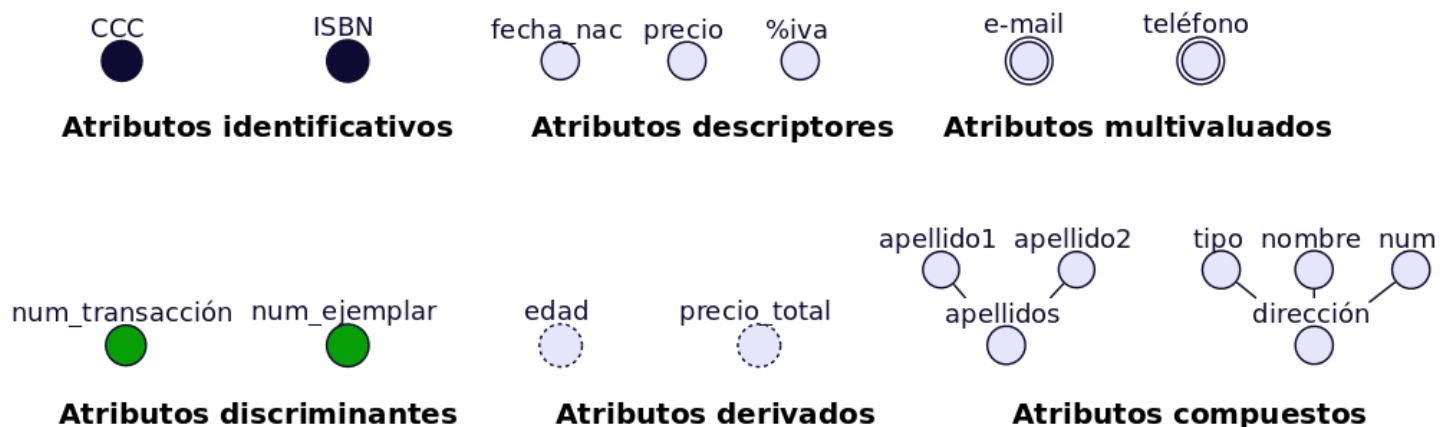 CCC ISBN fecha_nac precio %iva e-mail teléfono
Atributos identificativos Atributos descriptores Atributos multivaluados
apellido1 apellido2 tipo nombre num
num_transacción num_ejemplar edad precio_total apellidos dirección
Atributos discriminantes Atributos derivados Atributos compuestos